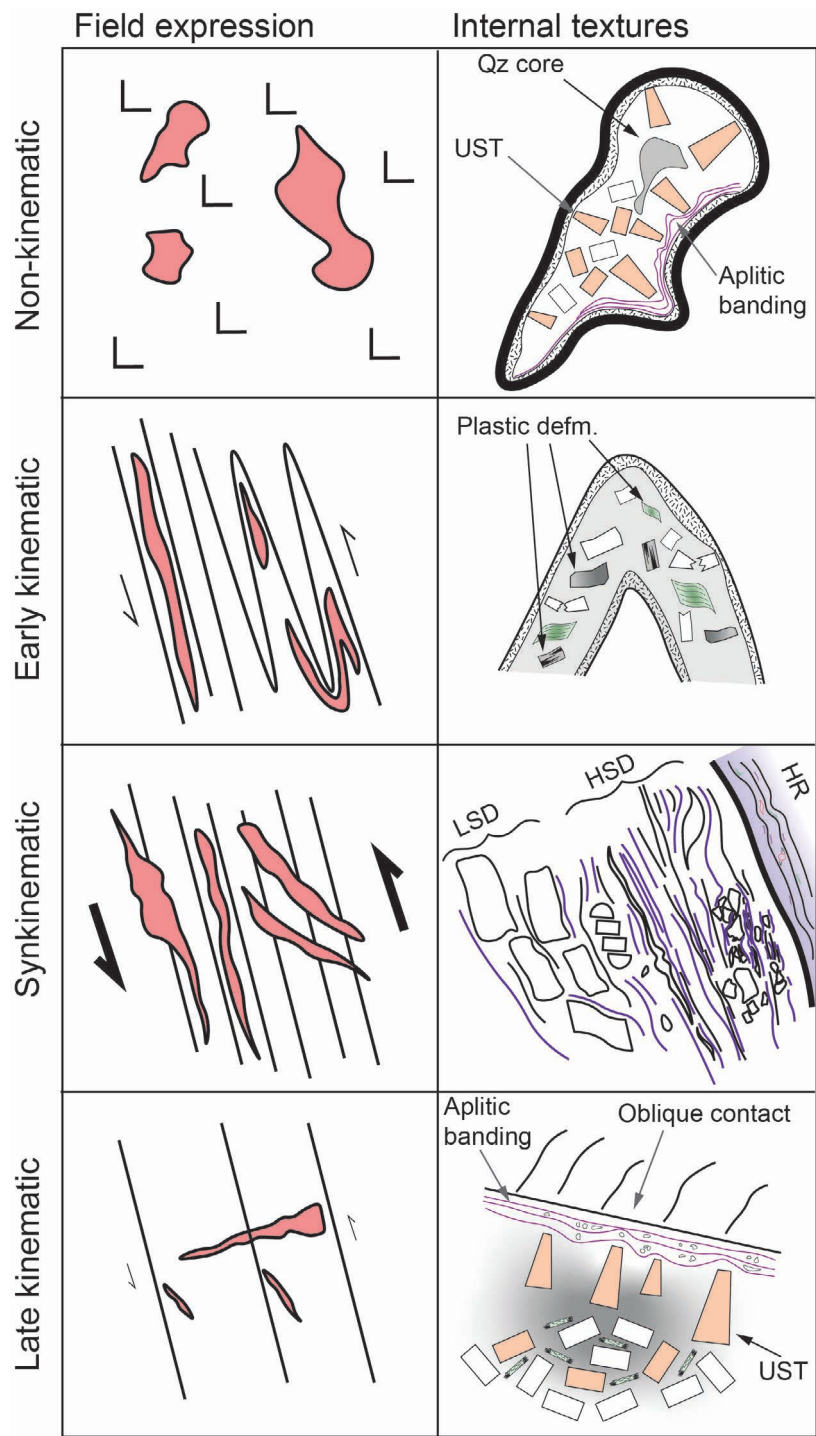 Field expression
Internal textures
Non-kinematic
Qz core
UST
Aplitic
banding
Early kinematic
Plastic defm.
Synkinematic
LSD
HSD
HR
Late kinematic
Aplitic
banding
Oblique contact
UST